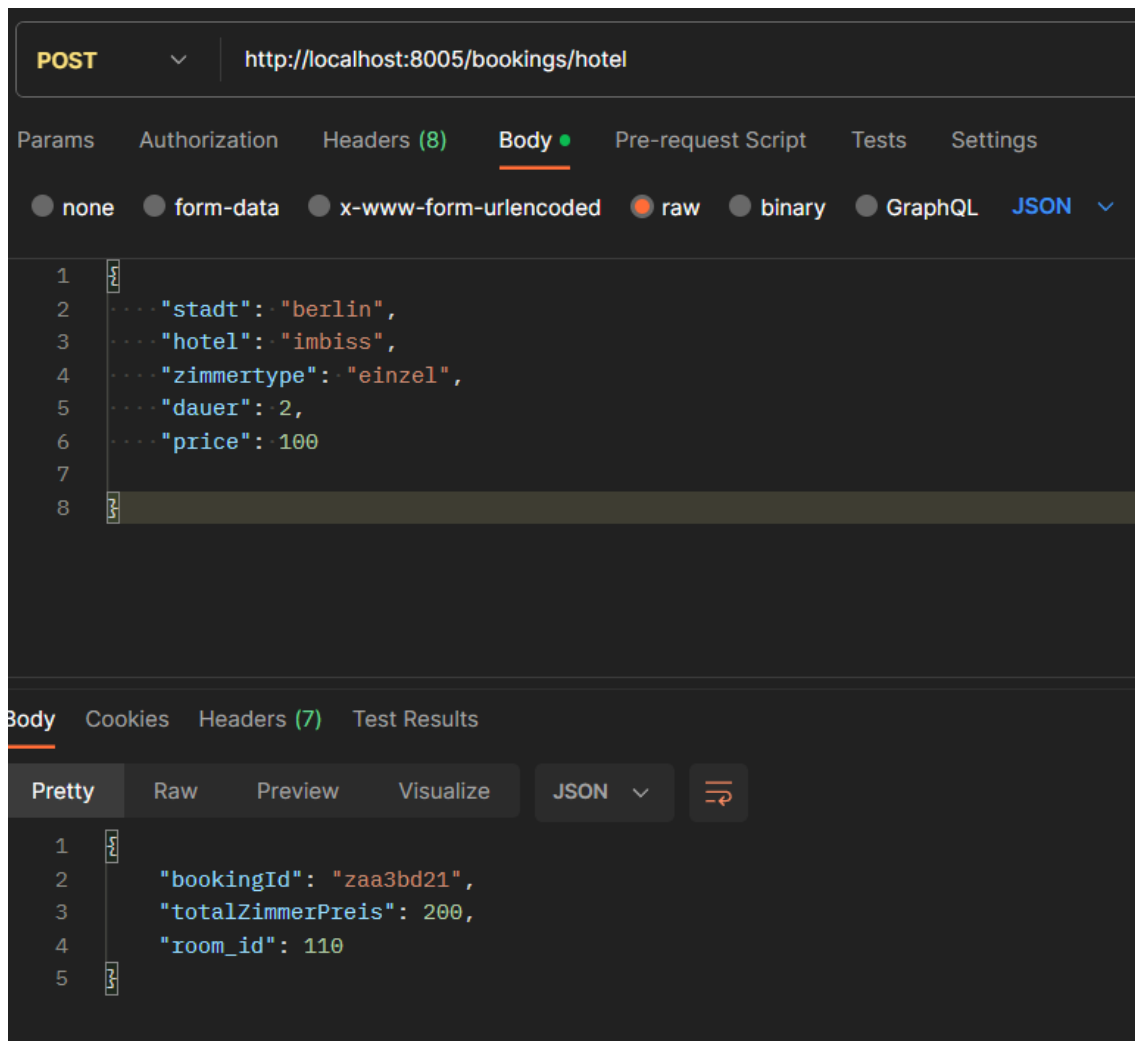 POST http://localhost:8005/bookings/hotel
Params Authorization Headers (8) Body Pre-request Script Tests Settings
none form-data x-www-form-urlencoded raw binary GraphQL JSON
1 {
2 "stadt": "berlin",
3 "hotel": "imbiss",
4 "zimmertype": "einzel",
5 "dauer": 2,
6 "price": 100
7
8 }
Body Cookies Headers (7) Test Results
Pretty Raw Preview Visualize JSON
1 {
2 "bookingId": "zaa3bd21",
3 "totalZimmerPreis": 200,
4 "room_id": 110
5 }